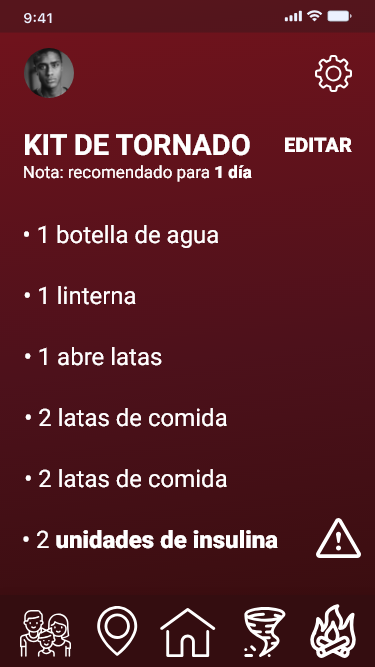 9:41
KIT DE TORNADO
EDITAR
Nota: recomendado para 1 día
• 1 botella de agua
• 1 linterna
• 1 abre latas
• 2 latas de comida
• 2 latas de comida
• 2 unidades de insulina